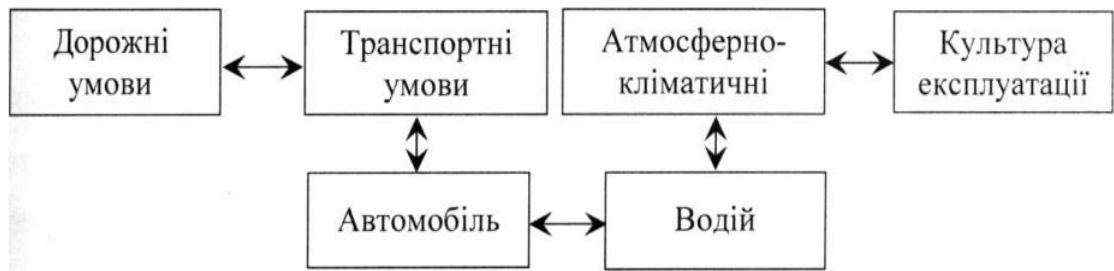 Дорожні
умови
Транспортні
умови
Атмосферно-
кліматичні
Культура
експлуатації
Автомобіль
Водій